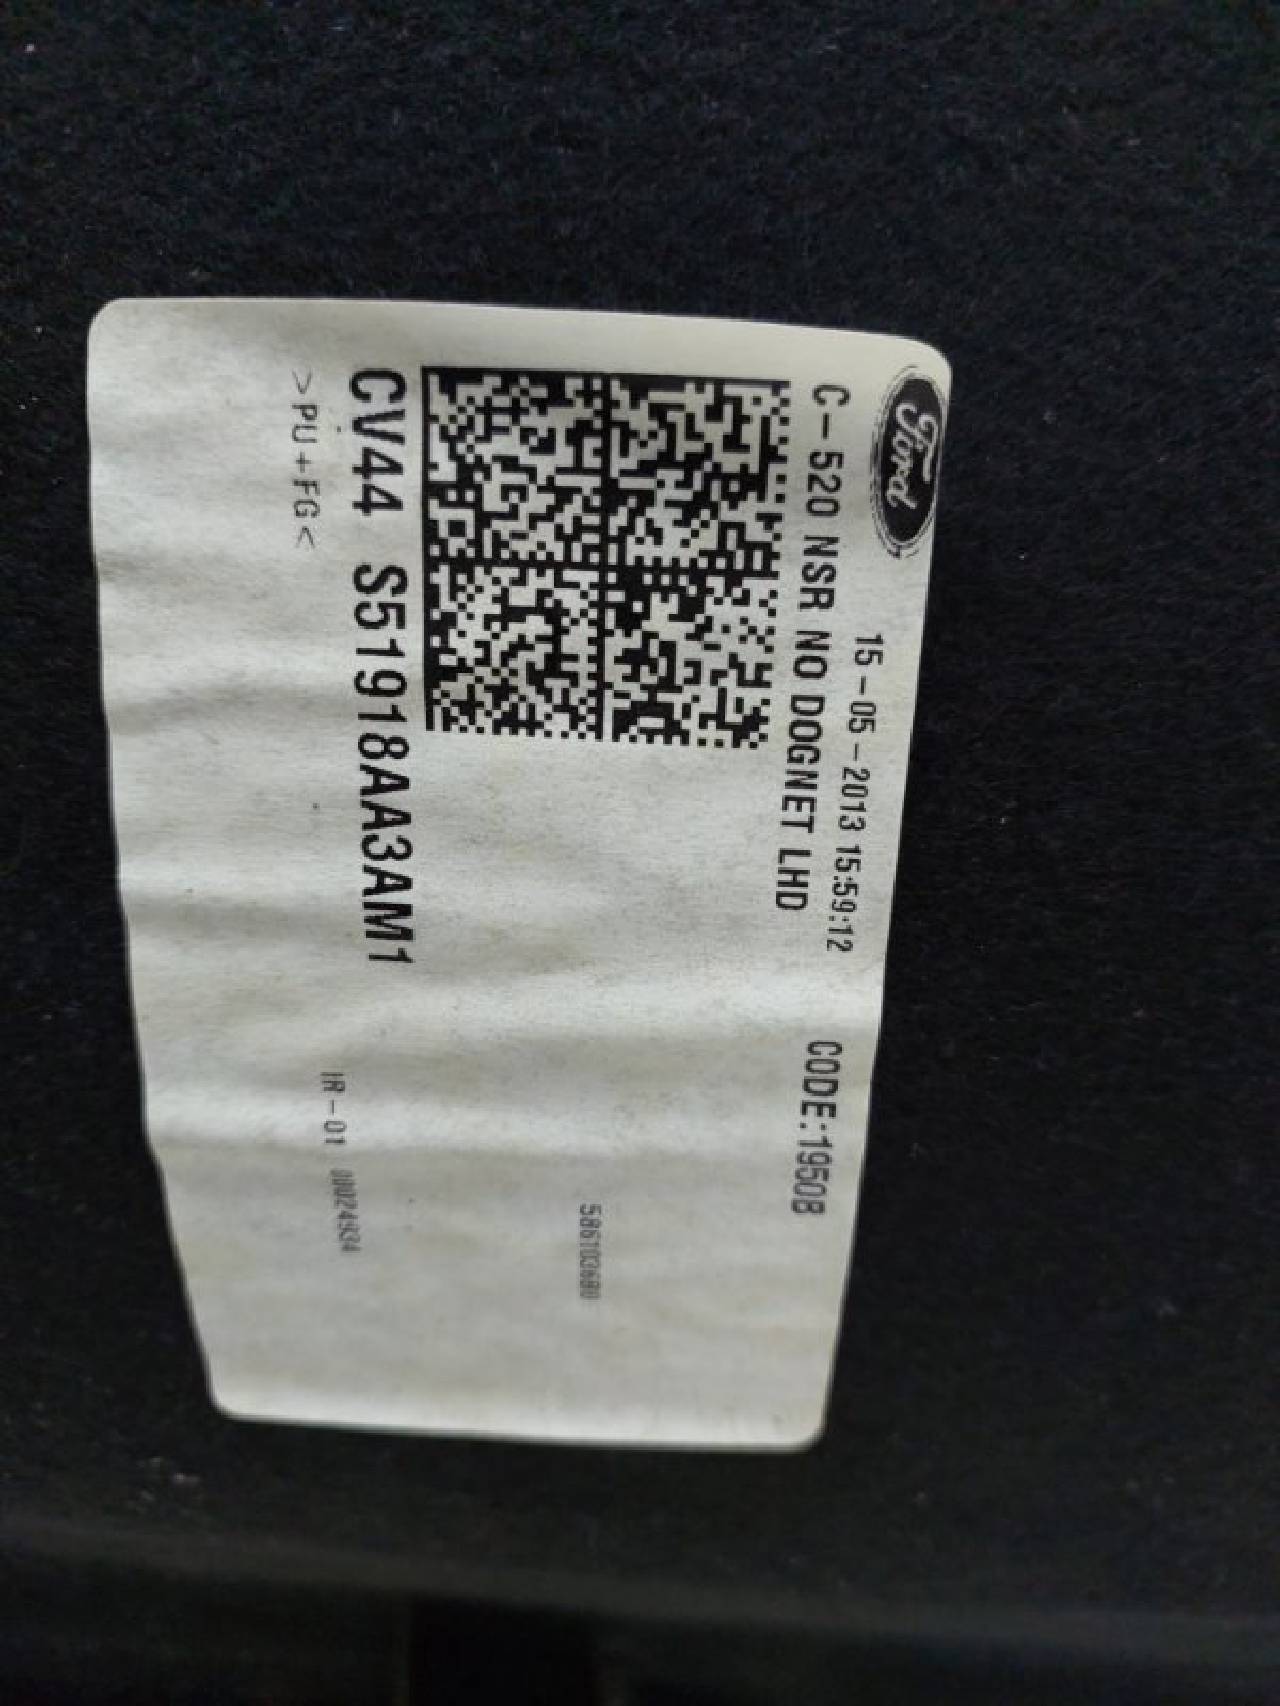 Ford
15-05-2013 15:59:12
C-520 NSR NO DOGNET LHD
CODE:1950B
CV44 S51918AA3AM1
>PU+FG<
IR-01